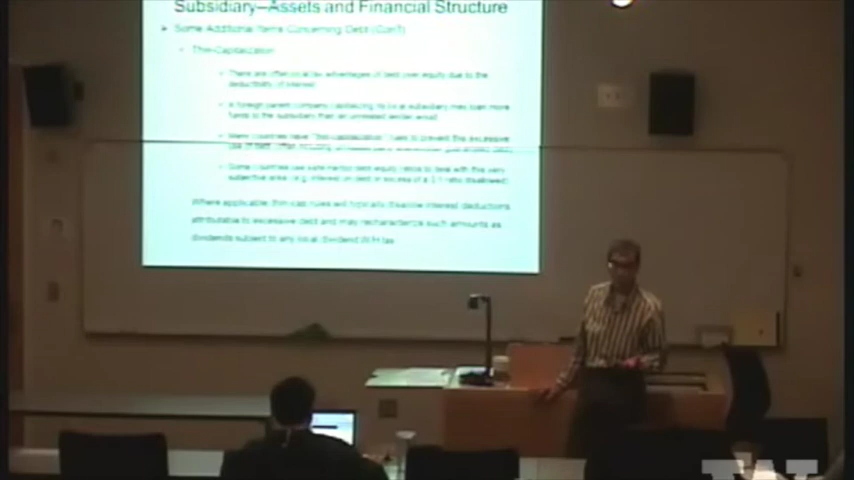 Subsidiary—Assets and Financial Structure
Some Additional Items Concerning Debt (Con't)
Thin-Capitalization
There are often local tax advantages of debt over equity due to the
deductibility of interest
A foreign parent company capitalizing its local subsidiary may loan more
funds to the subsidiary than an unrelated lender would
Many countries have "thin-capitalization" rules to prevent this excessive
use of debt
Some Countries use safe harbor debt equity ratios to deal with this very
subjective area (e.g. interest on debt in excess of a 3:1 ratio disallowed)
Where applicable, thin cap rules will typically disallow interest deductions
attributable to excessive debt and may recharacterize such amounts as
dividends subject to any local dividend W/H tax
W